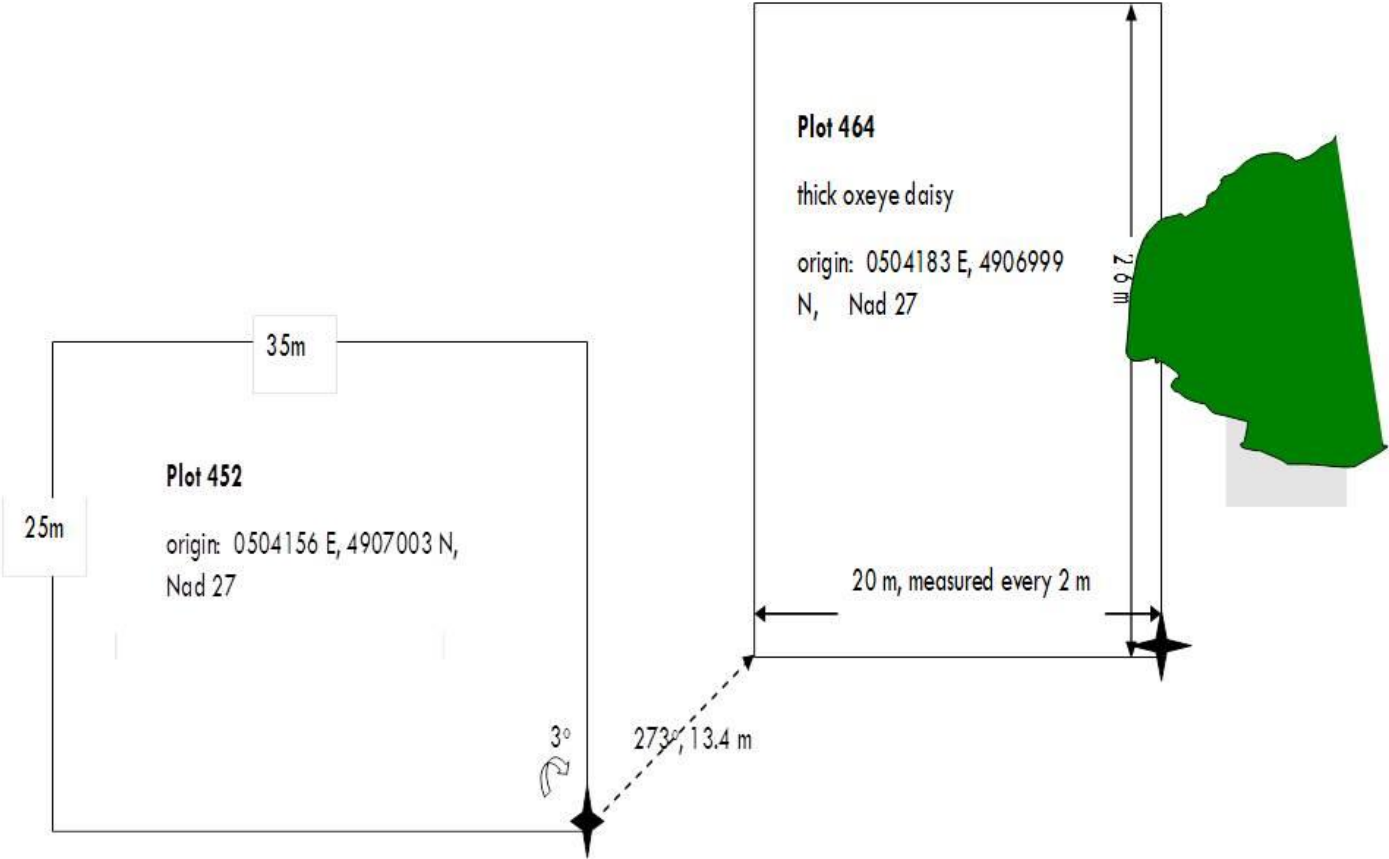 Plot 464
thick oxeye daisy
origin: 0504183 E, 4906999
N, Nad 27
26 m
35m
Plot 452
25m
origin: 0504156 E, 4907003 N,
Nad 27
20 m, measured every 2 m
3°
273°, 13.4 m